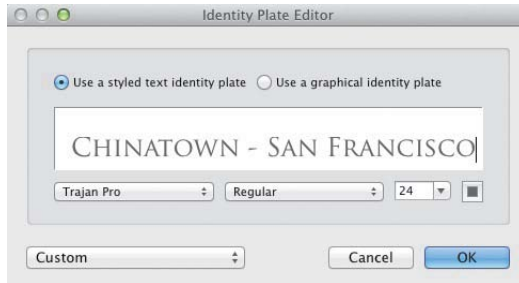 Identity Plate Editor
Use a styled text identity plate Use a graphical identity plate
Chinatown - San Francisco
Trajan Pro Regular 24
Custom Cancel OK